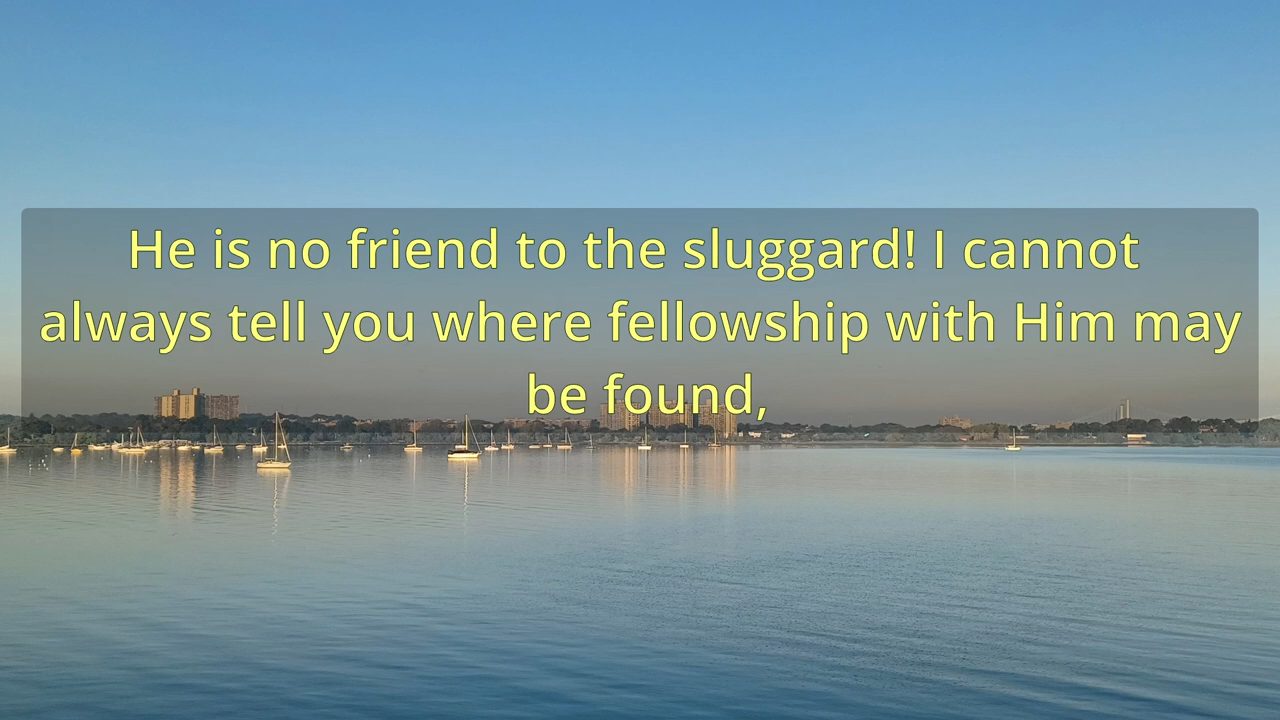 He is no friend to the sluggard! I cannot
always tell you where fellowship with Him may
be found,